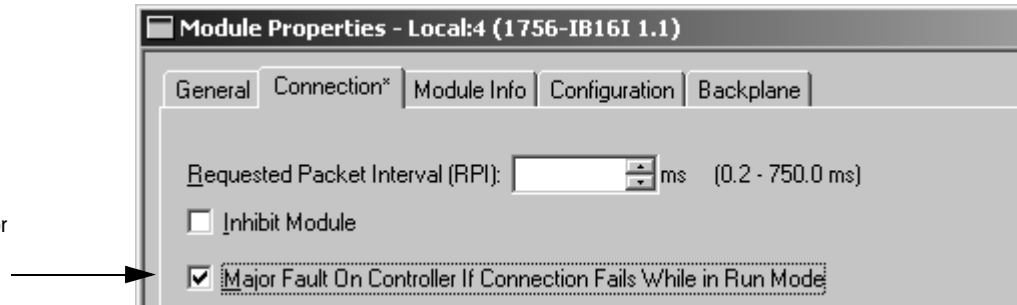 Module Properties - Local:4 (1756-IB16I 1.1)
General Connection* Module Info Configuration Backplane
Requested Packet Interval (RPI): ms (0.2 - 750.0 ms)
Inhibit Module
Major Fault On Controller If Connection Fails While in Run Mode